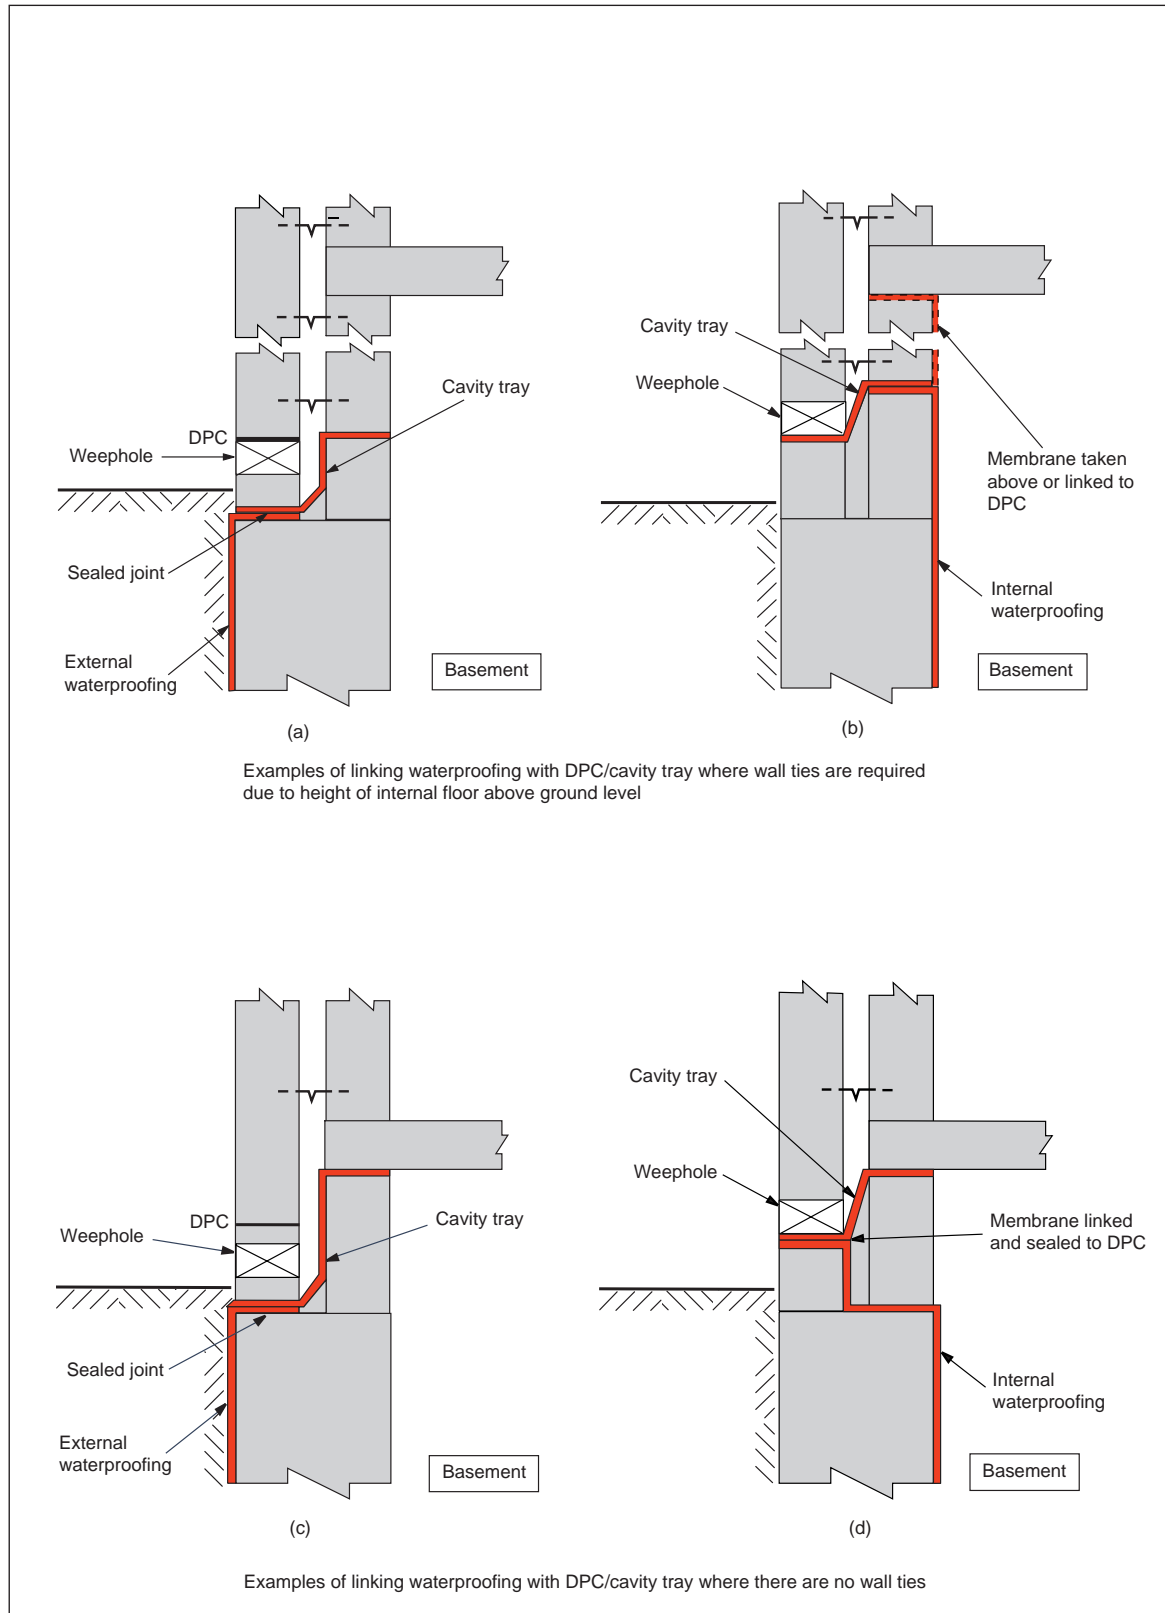 Cavity tray
DPC
Weephole
Sealed joint
External
waterproofing
Basement
(a)
Cavity tray
Weephole
Membrane taken
above or linked to
DPC
Internal
waterproofing
Basement
(b)
Examples of linking waterproofing with DPC/cavity tray where wall ties are required
due to height of internal floor above ground level
DPC
Weephole
Cavity tray
Sealed joint
External
waterproofing
Basement
(c)
Cavity tray
Weephole
Membrane linked
and sealed to DPC
Internal
waterproofing
Basement
(d)
Examples of linking waterproofing with DPC/cavity tray where there are no wall ties